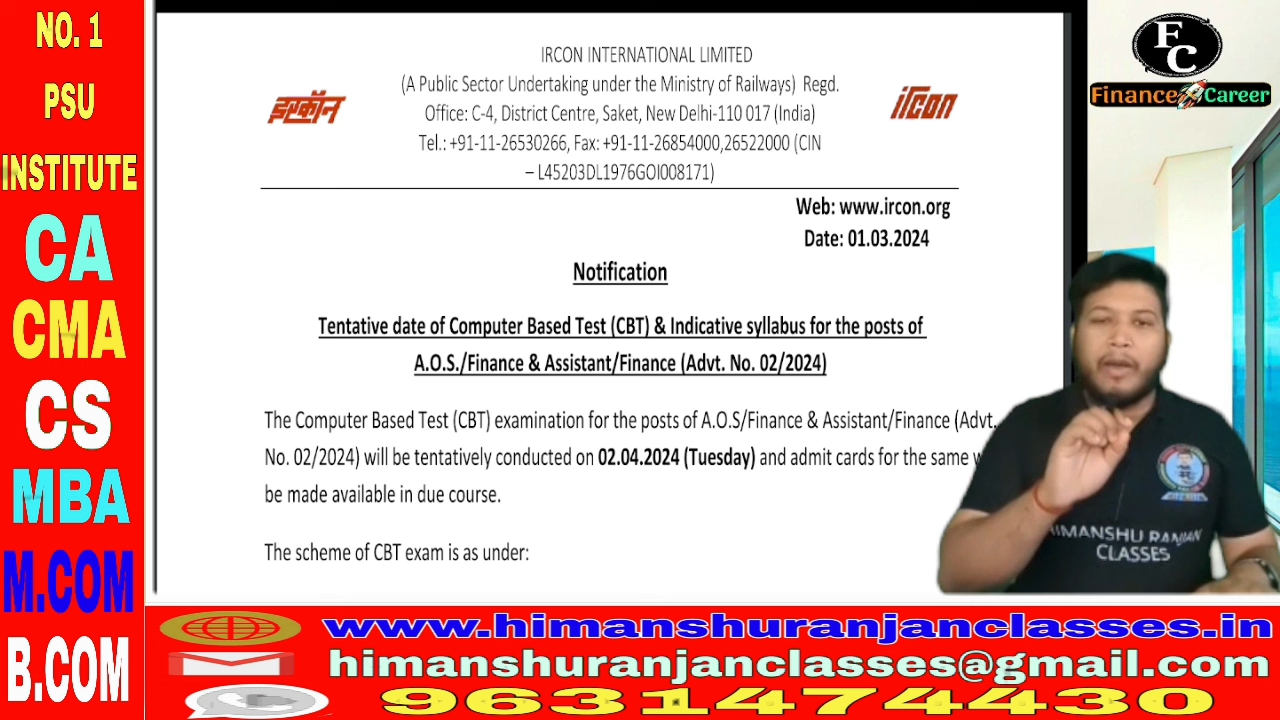 NO. 1
PSU
INSTITUTE
CA
CMA
CS
MBA
M.COM
B.COM
इरकॉन
IRCON INTERNATIONAL LIMITED
(A Public Sector Undertaking under the Ministry of Railways) Regd.
Office: C-4, District Centre, Saket, New Delhi-110 017 (India)
Tel.: +91-11-26530266, Fax: +91-11-26854000,26522000 (CIN
– L45203DL1976GOI008171)
ircon
Web: www.ircon.org
Date: 01.03.2024
Notification
Tentative date of Computer Based Test (CBT) & Indicative syllabus for the posts of
A.O.S./Finance & Assistant/Finance (Advt. No. 02/2024)
The Computer Based Test (CBT) examination for the posts of A.O.S/Finance & Assistant/Finance (Advt.
No. 02/2024) will be tentatively conducted on 02.04.2024 (Tuesday) and admit cards for the same
be made available in due course.
The scheme of CBT exam is as under:
FC
Finance Career
HIMANSHU RANJAN
CLASSES
www.himanshuranjanclasses.in
himanshuranjanclasses@gmail.com
9631474430